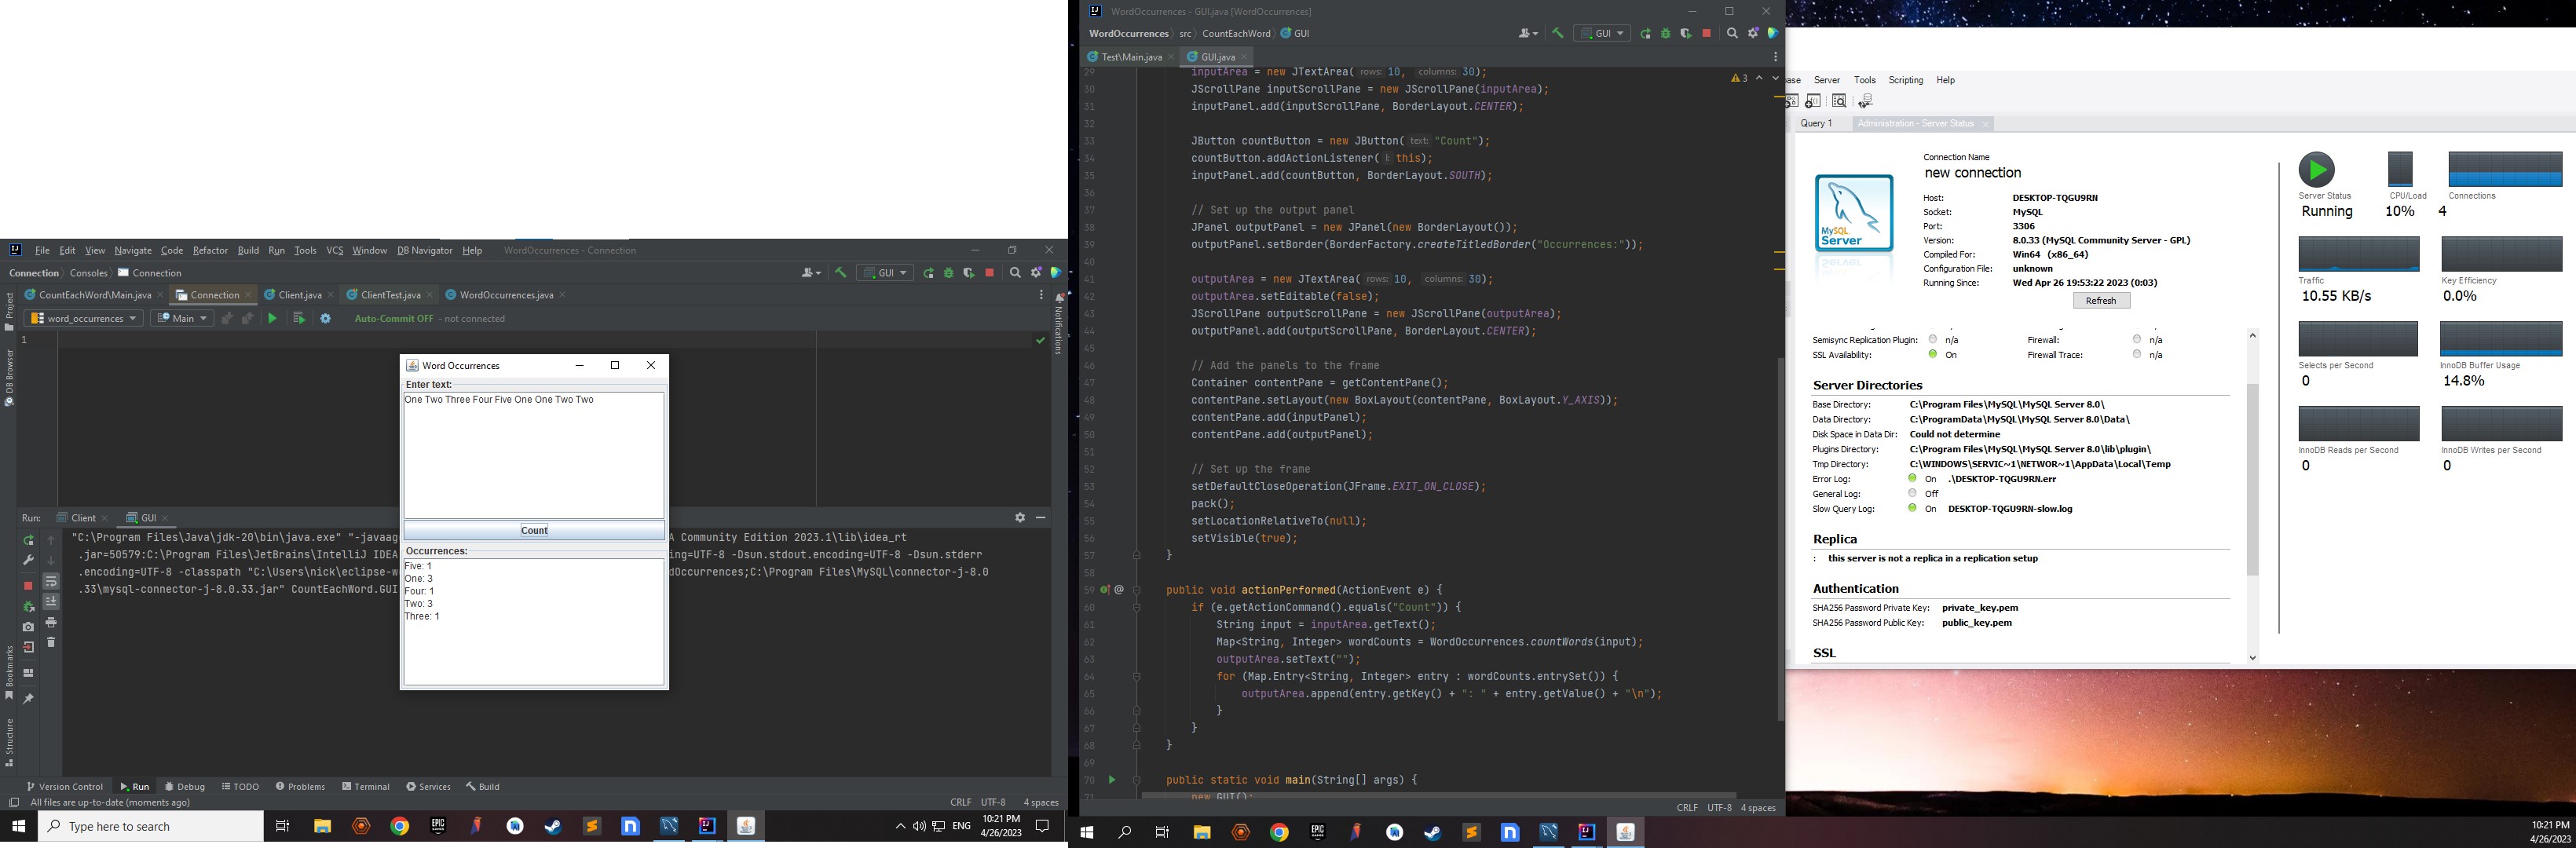 File Edit View Navigate Code Refactor Build Run Tools VCS Window DB Navigator Help WordOccurrences - Connection
Connection Consoles Connection
GUI
CountEachWord\Main.java Connection Client.java ClientTest.java WordOccurrences.java
word_occurrences Main Auto-Commit OFF - not connected
1
Project
DB Browser
Bookmarks
Structure
Notifications
Word Occurrences
Enter text:
One Two Three Four Five One One Two Two
Count
Occurrences:
Five: 1
One: 3
Four: 1
Two: 3
Three: 1
Run: Client GUI
"C:\Program Files\Java\jdk-20\bin\java.exe" "-javaag A Community Edition 2023.1\lib\idea_rt
.jar=50579:C:\Program Files\JetBrains\IntelliJ IDEA ing=UTF-8 -Dsun.stdout.encoding=UTF-8 -Dsun.stderr
.encoding=UTF-8 -classpath "C:\Users\nick\eclipse-w dOccurrences;C:\Program Files\MySQL\connector-j-8.0
.33\mysql-connector-j-8.0.33.jar" CountEachWord.GUI
Version Control Run Debug TODO Problems Terminal Services Build
All files are up-to-date (moments ago) CRLF UTF-8 4 spaces
Type here to search
ENG
10:21 PM
4/26/2023
WordOccurrences - GUI.java [WordOccurrences]
WordOccurrences src CountEachWord GUI
GUI
Test\Main.java GUI.java
3
29 inputArea = new JTextArea( rows: 10, columns: 30);
30 JScrollPane inputScrollPane = new JScrollPane(inputArea);
31 inputPanel.add(inputScrollPane, BorderLayout.CENTER);
32
33 JButton countButton = new JButton( text: "Count");
34 countButton.addActionListener( l: this);
35 inputPanel.add(countButton, BorderLayout.SOUTH);
36
37 // Set up the output panel
38 JPanel outputPanel = new JPanel(new BorderLayout());
39 outputPanel.setBorder(BorderFactory.createTitledBorder("Occurrences:"));
40
41 outputArea = new JTextArea( rows: 10, columns: 30);
42 outputArea.setEditable(false);
43 JScrollPane outputScrollPane = new JScrollPane(outputArea);
44 outputPanel.add(outputScrollPane, BorderLayout.CENTER);
45
46 // Add the panels to the frame
47 Container contentPane = getContentPane();
48 contentPane.setLayout(new BoxLayout(contentPane, BoxLayout.Y_AXIS));
49 contentPane.add(inputPanel);
50 contentPane.add(outputPanel);
51
52 // Set up the frame
53 setDefaultCloseOperation(JFrame.EXIT_ON_CLOSE);
54 pack();
55 setLocationRelativeTo(null);
56 setVisible(true);
57 }
58
59 @ public void actionPerformed(ActionEvent e) {
60 if (e.getActionCommand().equals("Count")) {
61 String input = inputArea.getText();
62 Map<String, Integer> wordCounts = WordOccurrences.countWords(input);
63 outputArea.setText("");
64 for (Map.Entry<String, Integer> entry : wordCounts.entrySet()) {
65 outputArea.append(entry.getKey() + ": " + entry.getValue() + "\n");
66 }
67 }
68 }
69
70 public static void main(String[] args) {
71 new GUI();
CRLF UTF-8 4 spaces
ase Server Tools Scripting Help
Query 1 Administration - Server Status
MySQL
Server
Connection Name
new connection
Host: DESKTOP-TQGU9RN
Socket: MySQL
Port: 3306
Version: 8.0.33 (MySQL Community Server - GPL)
Compiled For: Win64 (x86_64)
Configuration File: unknown
Running Since: Wed Apr 26 19:53:22 2023 (0:03)
Refresh
Semisync Replication Plugin: n/a Firewall: n/a
SSL Availability: On Firewall Trace: n/a
Server Directories
Base Directory: C:\Program Files\MySQL\MySQL Server 8.0\
Data Directory: C:\ProgramData\MySQL\MySQL Server 8.0\Data\
Disk Space in Data Dir: Could not determine
Plugins Directory: C:\Program Files\MySQL\MySQL Server 8.0\lib\plugin\
Tmp Directory: C:\WINDOWS\SERVIC~1\NETWOR~1\AppData\Local\Temp
Error Log: On .\DESKTOP-TQGU9RN.err
General Log: Off
Slow Query Log: On DESKTOP-TQGU9RN-slow.log
Replica
: this server is not a replica in a replication setup
Authentication
SHA256 Password Private Key: private_key.pem
SHA256 Password Public Key: public_key.pem
SSL
Server Status CPU/Load Connections
Running 10% 4
Traffic Key Efficiency
10.55 KB/s 0.0%
Selects per Second InnoDB Buffer Usage
0 14.8%
InnoDB Reads per Second InnoDB Writes per Second
0 0
10:21 PM
4/26/2023